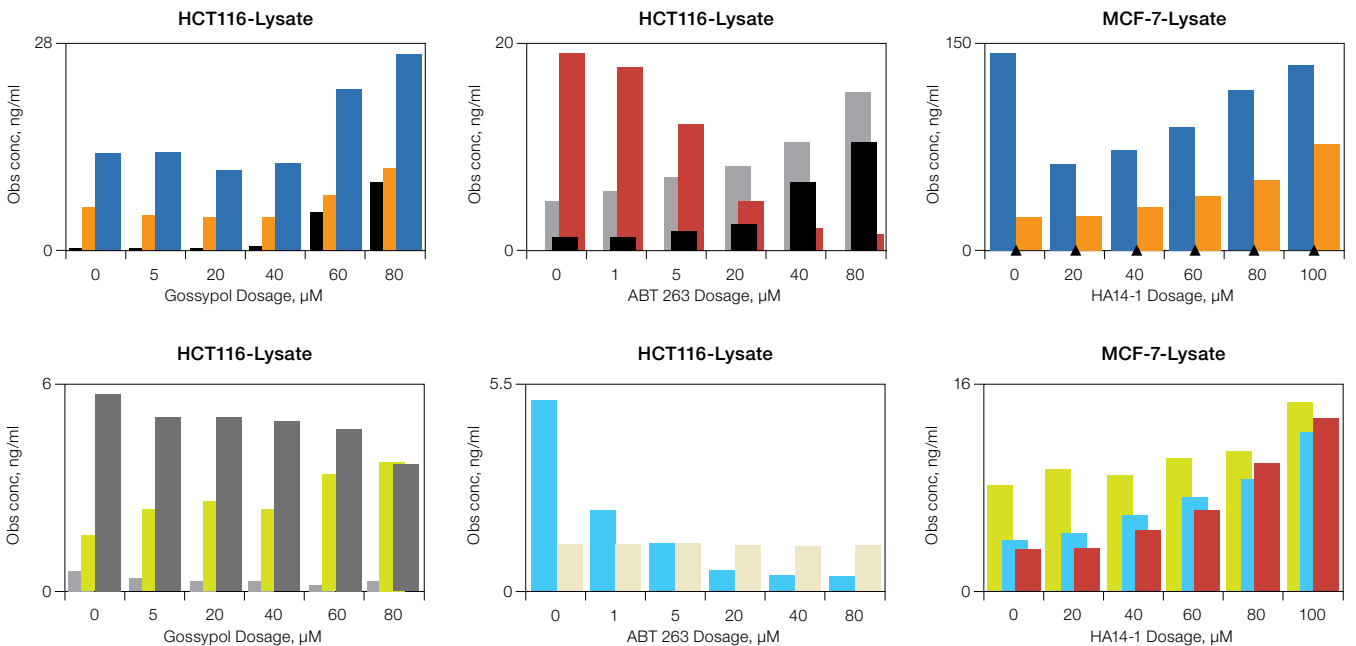 HCT116-Lysate
28
0
Obs conc, ng/ml
0 5 20 40 60 80
Gossypol Dosage, µM
HCT116-Lysate
20
0
Obs conc, ng/ml
0 1 5 20 40 80
ABT 263 Dosage, µM
MCF-7-Lysate
150
0
Obs conc, ng/ml
0 20 40 60 80 100
HA14-1 Dosage, µM
HCT116-Lysate
6
0
Obs conc, ng/ml
0 5 20 40 60 80
Gossypol Dosage, µM
HCT116-Lysate
5.5
0
Obs conc, ng/ml
0 1 5 20 40 80
ABT 263 Dosage, µM
MCF-7-Lysate
16
0
Obs conc, ng/ml
0 20 40 60 80 100
HA14-1 Dosage, µM